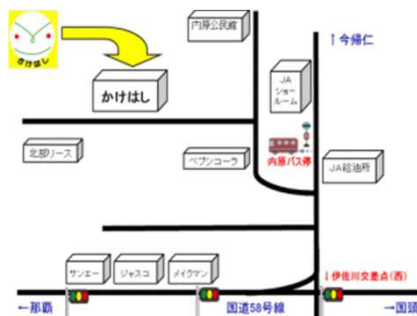 内原公民館
↑今帰仁
かけはし
JA
ショー
ルーム
かけはし
内原バス停
北部リース
ペプシコーラ
JA給油所
↓伊佐川交差点(西)
サンエー
ジャスコ
メイクマン
←那覇
国道58号線
→国頭